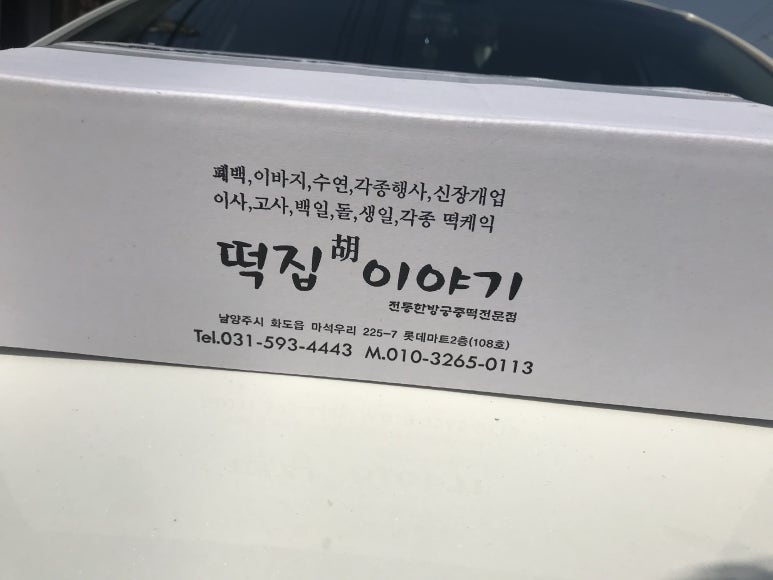 폐백,이바지,수연,각종행사,신장개업
이사,고사,백일,돌,생일,각종 떡케익
떡집 胡 이야기
전통한방궁중떡전문점
남양주시 화도읍 마석우리 225-7 롯데마트2층(108호)
Tel.031-593-4443 M.010-3265-0113